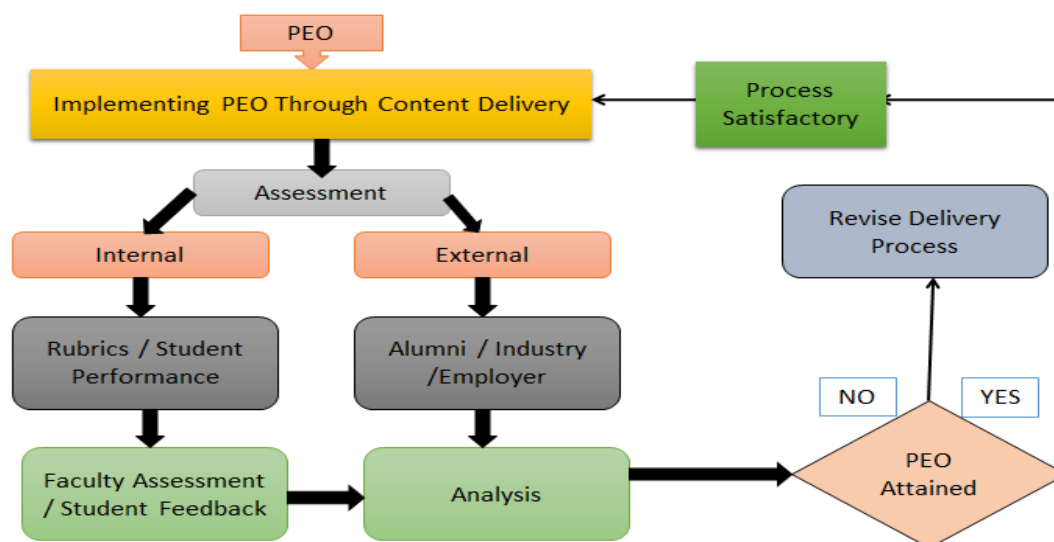 PEO
Implementing PEO Through Content Delivery
Process
Satisfactory
Assessment
Revise Delivery
Process
Internal
External
Rubrics / Student
Performance
Alumni / Industry
/Employer
NO
YES
Faculty Assessment
/ Student Feedback
Analysis
PEO
Attained